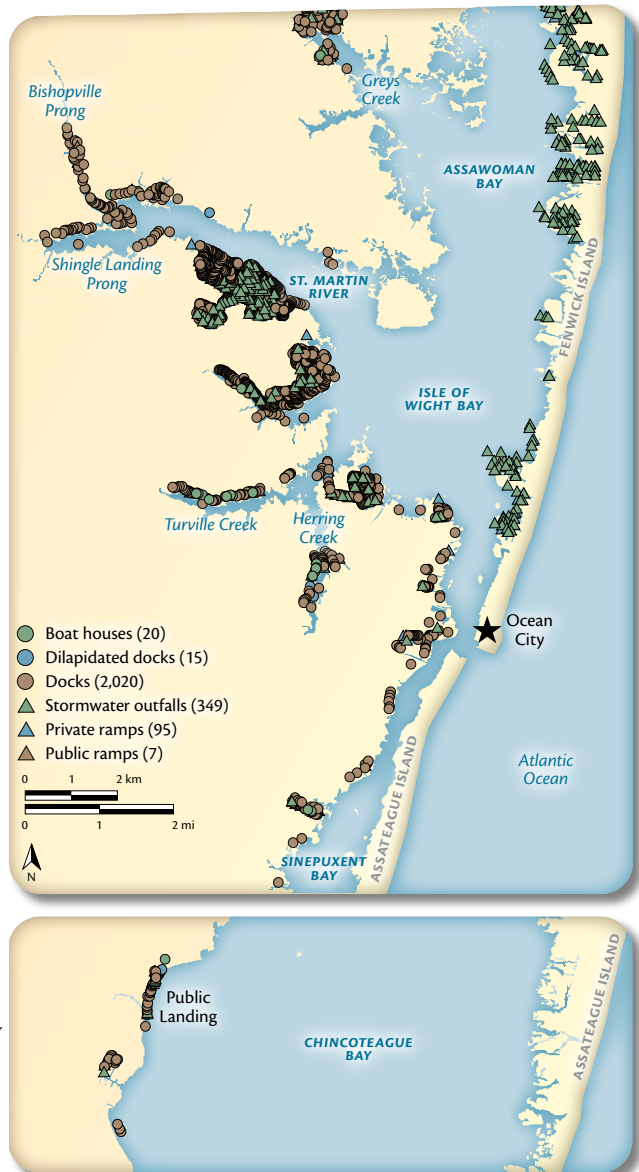 Greys
Creek
Bishopville
Prong
ASSAWOMAN
BAY
Shingle Landing
Prong
ST. MARTIN
RIVER
FENWICK ISLAND
ISLE OF
WIGHT BAY
Turville Creek
Herring
Creek
Ocean
City
Boat houses (20)
Dilapidated docks (15)
Docks (2,020)
Stormwater outfalls (349)
Private ramps (95)
Public ramps (7)
0 1 2 km
0 1 2 mi
N
Atlantic
Ocean
ASSATEAGUE ISLAND
SINEPUXENT
BAY
Public
Landing
CHINCOTEAGUE
BAY
ASSATEAGUE ISLAND